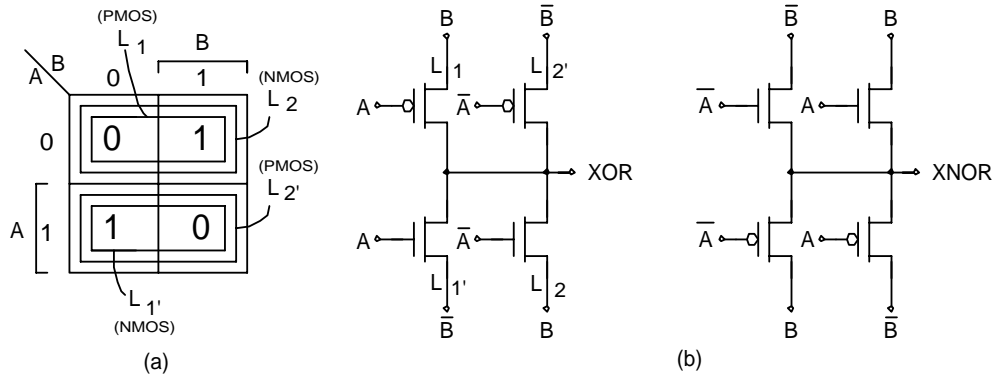 (PMOS)
L 1
B
A B
0 1
(NMOS)
L 2
0
0 1
(PMOS)
L 2'
A 1
1 0
L 1'
(NMOS)
(a)
B B̅
L 1 L 2'
A A̅
XOR
A A̅
L 1' L 2
B̅ B
B̅ B
A̅ A
XNOR
A̅ A
B B̅
(b)